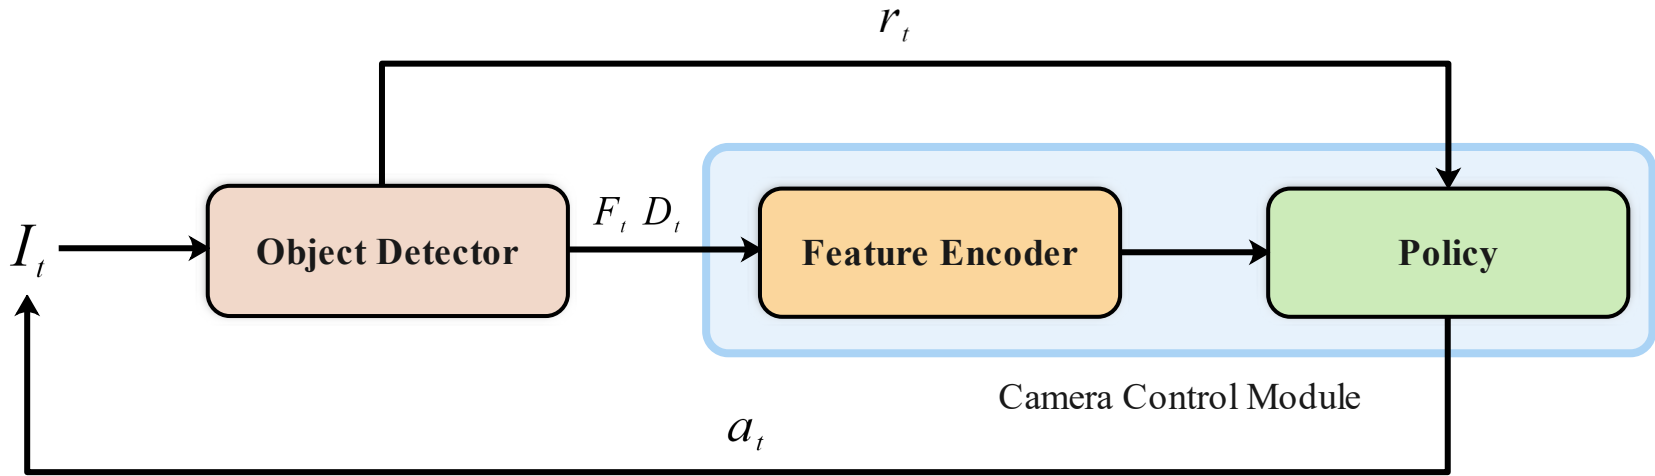 r_t
F_t D_t
I_t
Object Detector
Feature Encoder
Policy
Camera Control Module
a_t